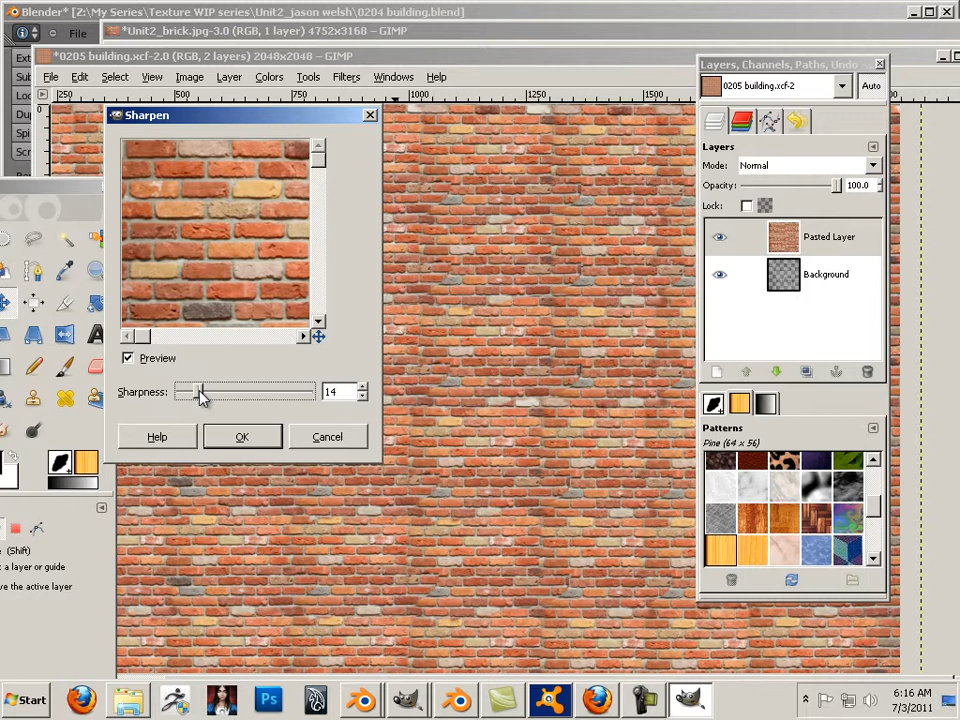 Blender* [Z:\My Series\Texture WIP series\Unit2_jason welsh\0204 building.blend]
File
*Unit2_brick.jpg-3.0 (RGB, 1 layer) 4752x3168 – GIMP
*0205 building.xcf-2.0 (RGB, 2 layers) 2048x2048 – GIMP
File Edit Select View Image Layer Colors Tools Filters Windows Help
250 500 750 1000 1250 1500
Sharpen
Preview
Sharpness: 14
Help OK Cancel
Layers, Channels, Paths, Undo -
0205 building.xcf-2 Auto
Layers
Mode: Normal
Opacity: 100.0
Lock:
Pasted Layer
Background
Patterns
Pine (64 x 56)
(Shift)
a layer or guide
ve the active layer
Start
Ps
6:16 AM
7/3/2011